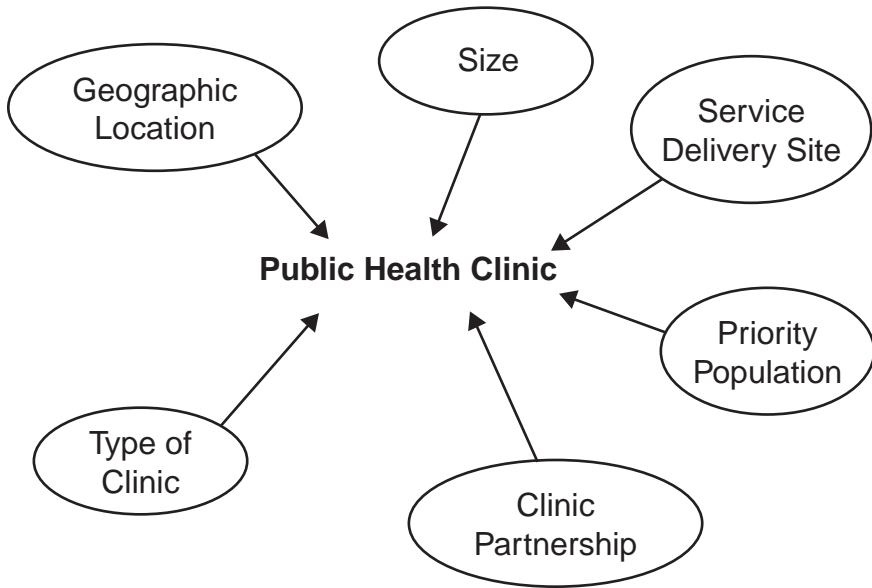 Size
Geographic
Location
Service
Delivery Site
Public Health Clinic
Priority
Population
Type of
Clinic
Clinic
Partnership